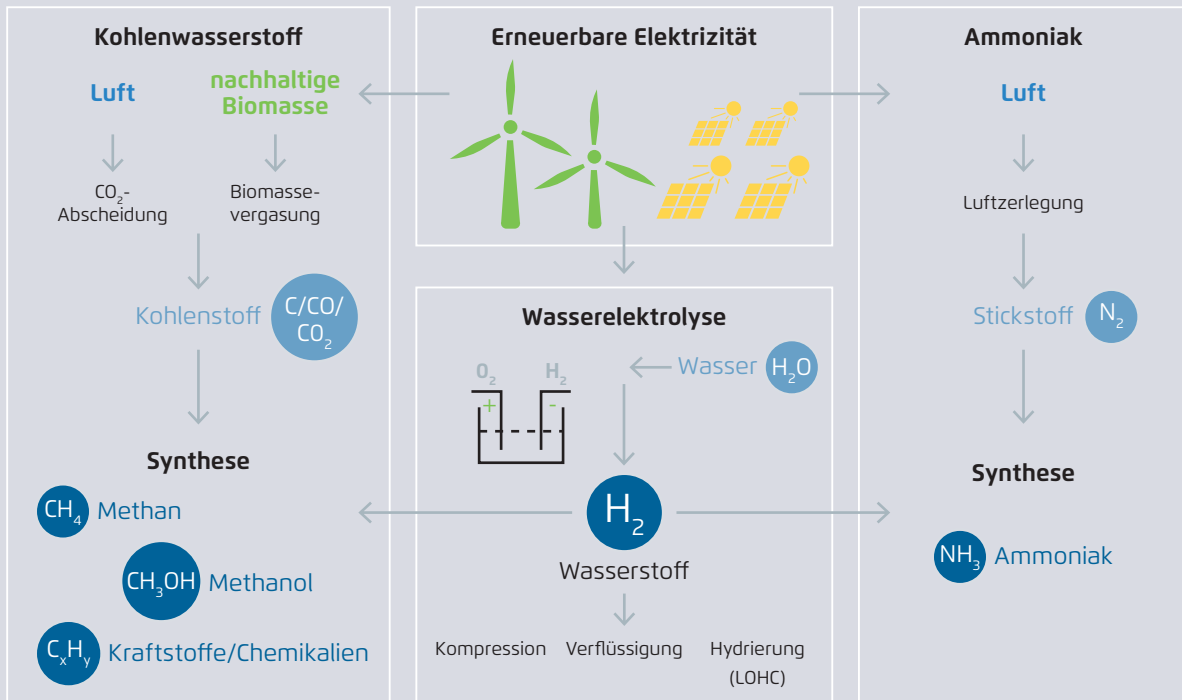 Kohlenwasserstoff
Luft
nachhaltige
Biomasse
CO₂-
Abscheidung
Biomasse-
vergasung
Kohlenstoff
C/CO/
CO₂
Synthese
CH₄ Methan
CH₃OH Methanol
CₓHᵧ Kraftstoffe/Chemikalien
Erneuerbare Elektrizität
Wasserelektrolyse
Wasser H₂O
O₂ H₂
+ -
H₂
Wasserstoff
Kompression Verflüssigung Hydrierung
(LOHC)
Ammoniak
Luft
Luftzerlegung
Stickstoff N₂
Synthese
NH₃ Ammoniak